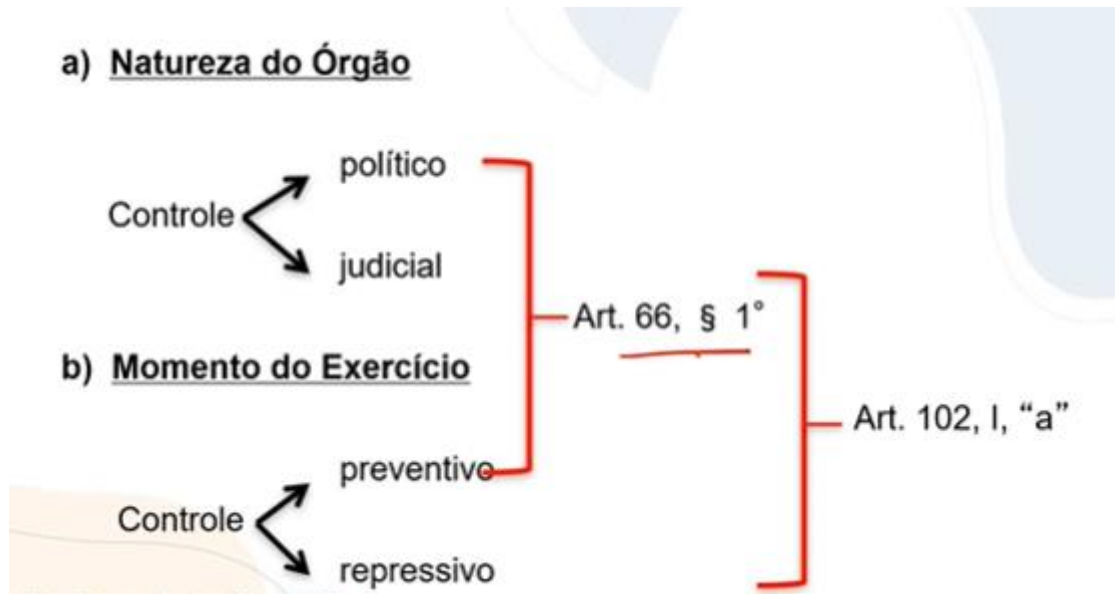 a) Natureza do Órgão
político
Controle
judicial
Art. 66, § 1°
b) Momento do Exercício
Art. 102, I, “a”
preventivo
Controle
repressivo